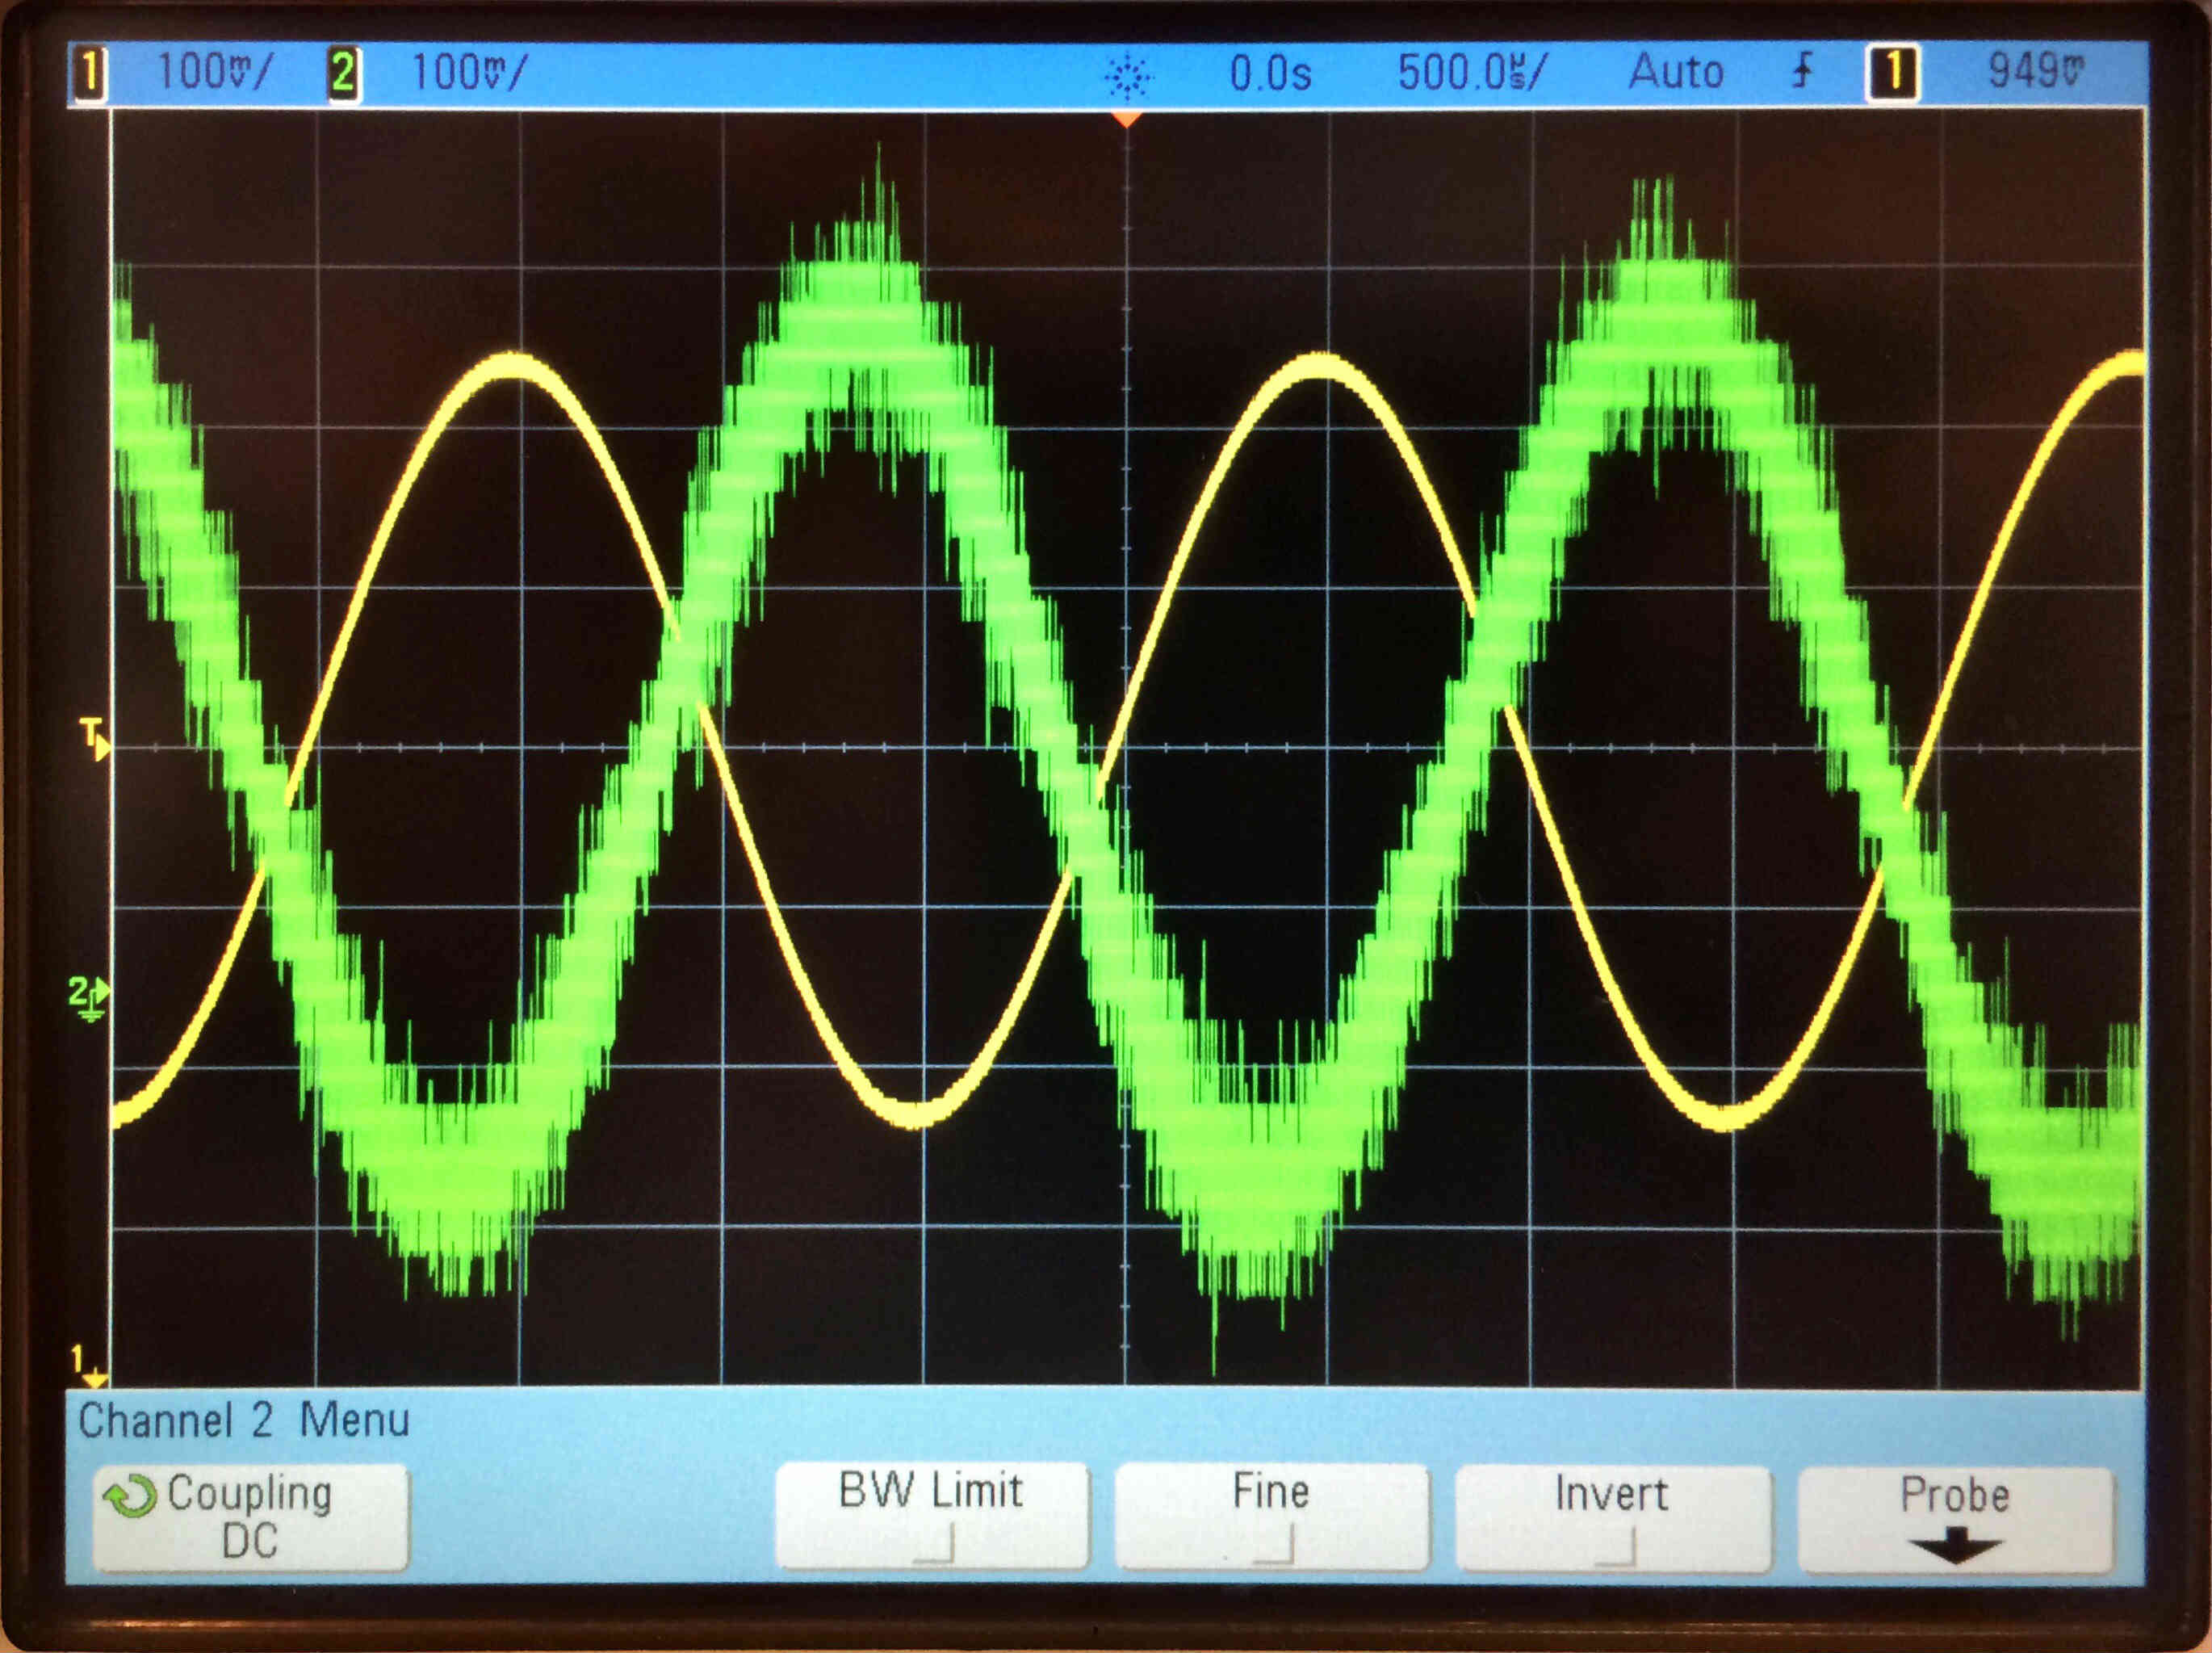 1 100mV/ 2 100mV/ 0.0s 500.0µs/ Auto 1 949mV
T
2
1
Channel 2 Menu
Coupling BW Limit Fine Invert Probe
DC